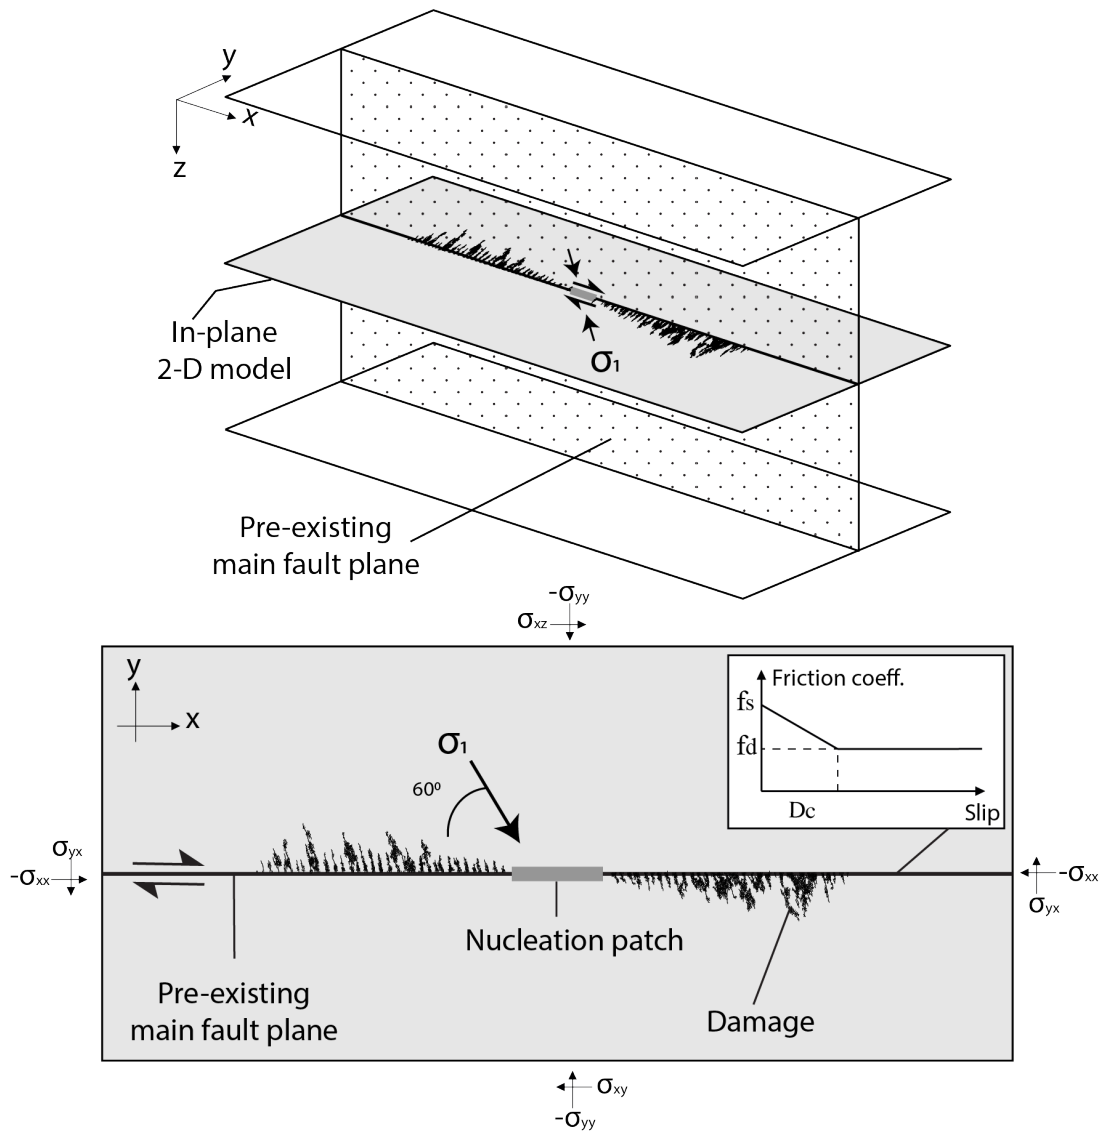 y
x
z
σ₁
In-plane
2-D model
Pre-existing
main fault plane
-σyy
σxz
y
x
Friction coeff.
fs
fd
Dc
Slip
σ₁
60º
σyx
-σxx
-σxx
σyx
Nucleation patch
Pre-existing
main fault plane
Damage
σxy
-σyy